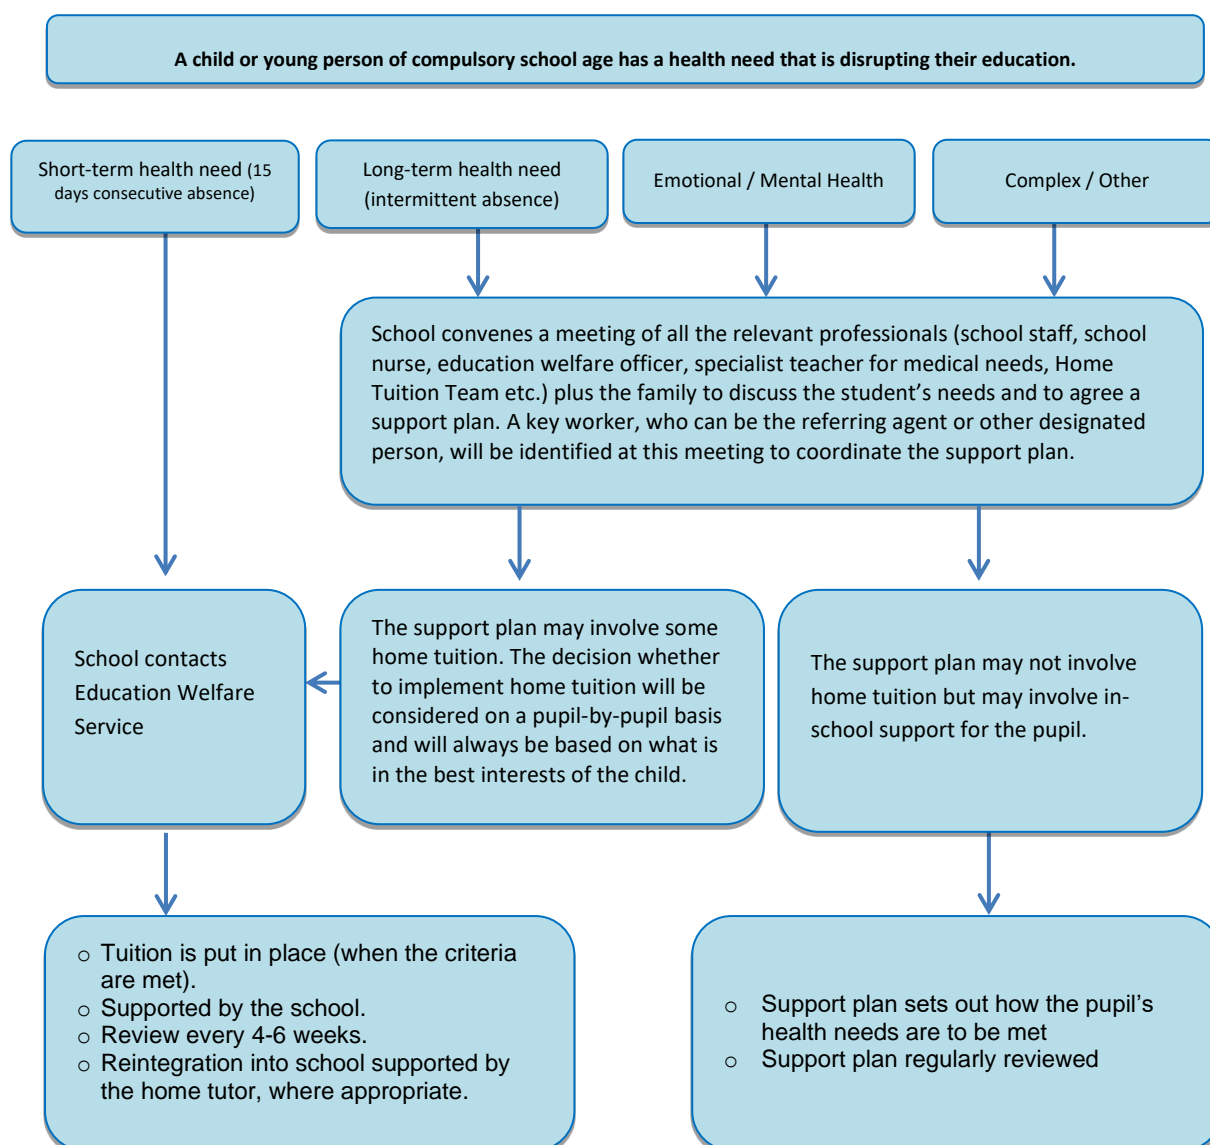 A child or young person of compulsory school age has a health need that is disrupting their education.
Short-term health need (15
days consecutive absence)
Long-term health need
(intermittent absence)
Emotional / Mental Health
Complex / Other
School convenes a meeting of all the relevant professionals (school staff, school
nurse, education welfare officer, specialist teacher for medical needs, Home
Tuition Team etc.) plus the family to discuss the student’s needs and to agree a
support plan. A key worker, who can be the referring agent or other designated
person, will be identified at this meeting to coordinate the support plan.
School contacts
Education Welfare
Service
The support plan may involve some
home tuition. The decision whether
to implement home tuition will be
considered on a pupil-by-pupil basis
and will always be based on what is
in the best interests of the child.
The support plan may not involve
home tuition but may involve in-
school support for the pupil.
o Tuition is put in place (when the criteria
are met).
o Supported by the school.
o Review every 4-6 weeks.
o Reintegration into school supported by
the home tutor, where appropriate.
o Support plan sets out how the pupil’s
health needs are to be met
o Support plan regularly reviewed